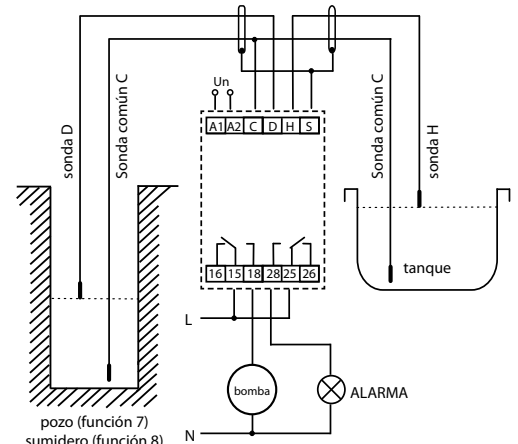 Un
A1 A2 C D H S
sonda D
Sonda común C
Sonda común C
sonda H
16 15 18 28 25 26
tanque
L
bomba
ALARMA
N
pozo (función 7)
sumidero (función 8)